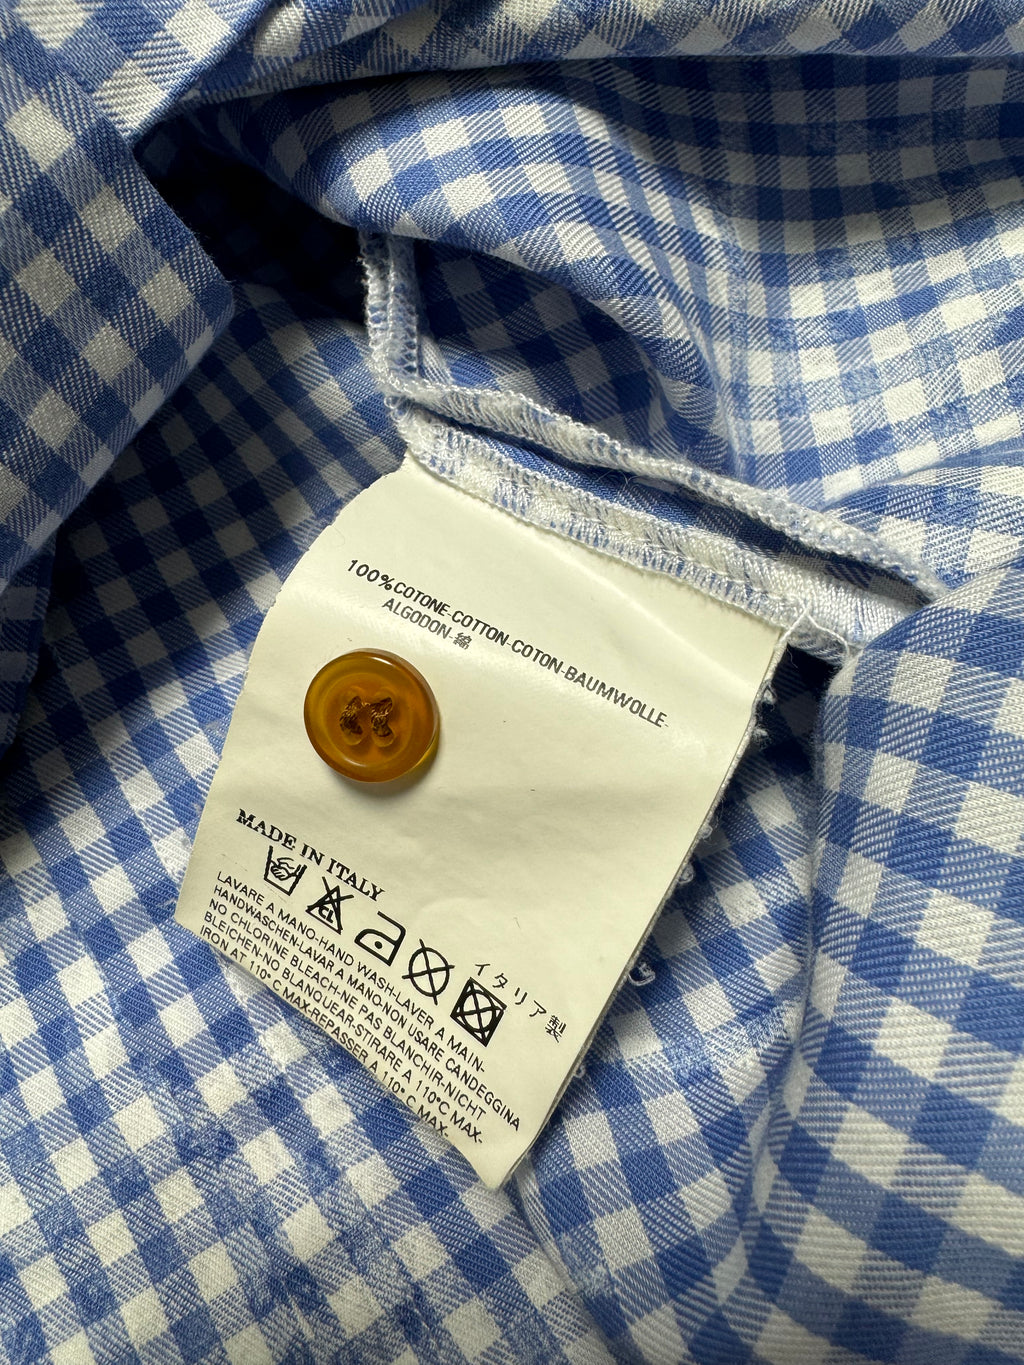 100%COTONE-COTTON-COTON-BAUMWOLLE-
ALGODON-綿
MADE IN ITALY
CL
イタリア製
LAVARE A MANO-HAND WASH-LAVER A MAIN-
HANDWASCHEN-LAVAR A MANO-NON USARE CANDEGGINA
NO CHLORINE BLEACH-NE PAS BLANCHIR-NICHT
BLEICHEN-NO BLANQUEAR-STIRARE A 110°C MAX-
IRON AT 110° C MAX-REPASSER A 110° C MAX-